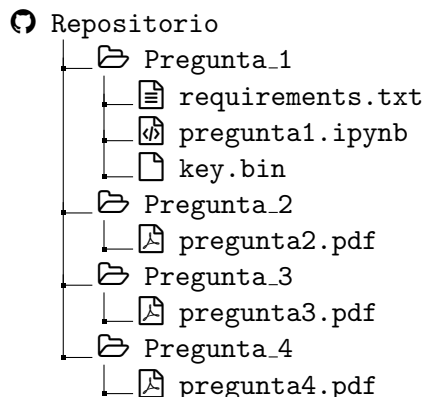 Repositorio
Pregunta_1
requirements.txt
pregunta1.ipynb
key.bin
Pregunta_2
pregunta2.pdf
Pregunta_3
pregunta3.pdf
Pregunta_4
pregunta4.pdf